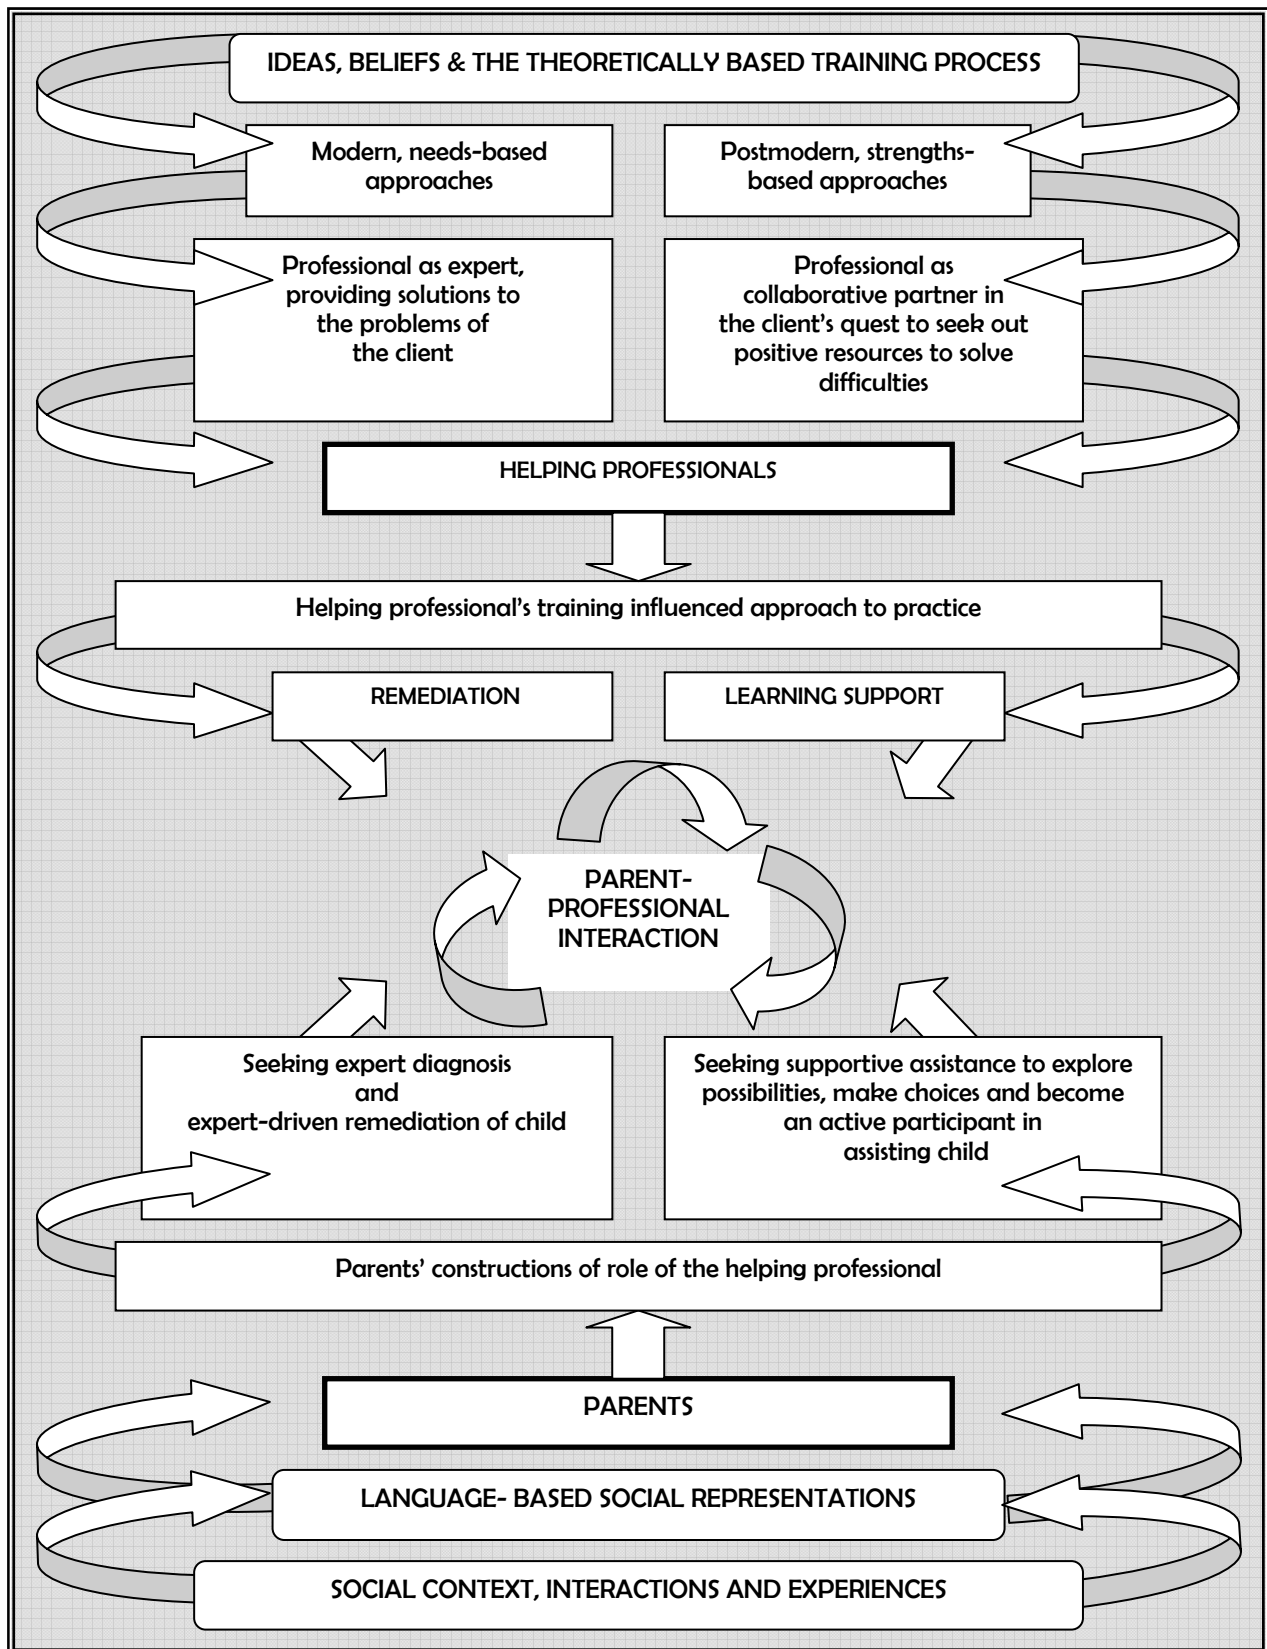 IDEAS, BELIEFS & THE THEORETICALLY BASED TRAINING PROCESS
Modern, needs-based
approaches
Postmodern, strengths-
based approaches
Professional as expert,
providing solutions to
the problems of
the client
Professional as
collaborative partner in
the client's quest to seek out
positive resources to solve
difficulties
HELPING PROFESSIONALS
Helping professional's training influenced approach to practice
REMEDIATION
LEARNING SUPPORT
PARENT-
PROFESSIONAL
INTERACTION
Seeking expert diagnosis
and
expert-driven remediation of child
Seeking supportive assistance to explore
possibilities, make choices and become
an active participant in
assisting child
Parents' constructions of role of the helping professional
PARENTS
LANGUAGE- BASED SOCIAL REPRESENTATIONS
SOCIAL CONTEXT, INTERACTIONS AND EXPERIENCES